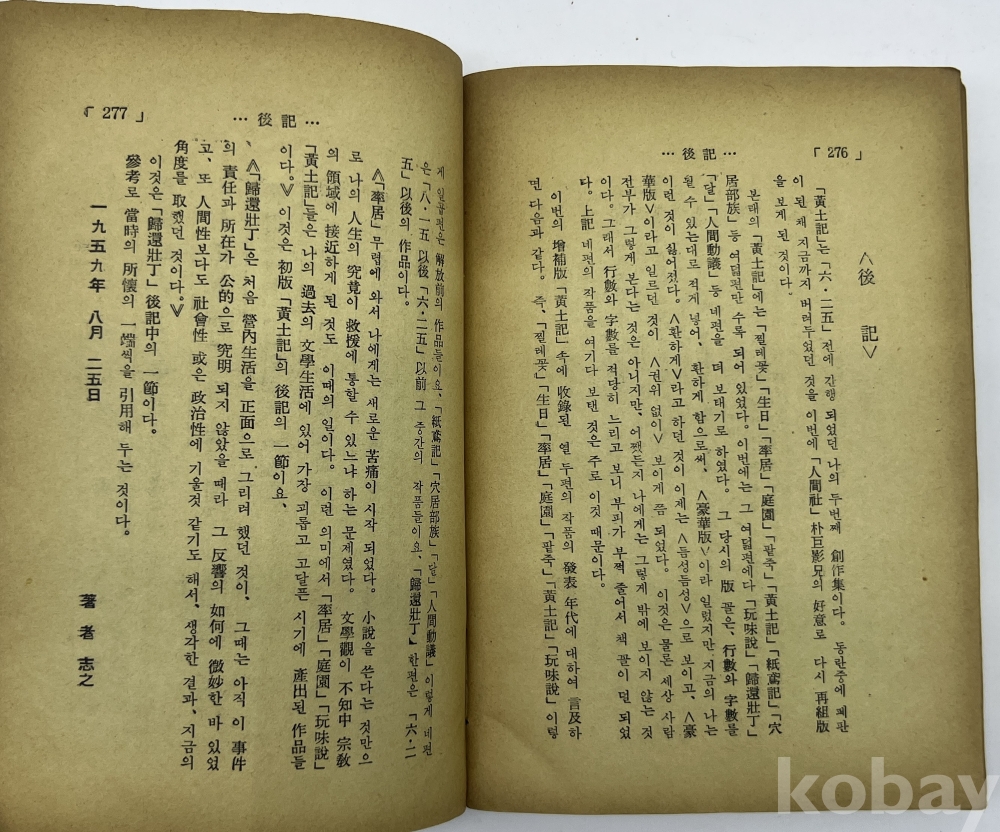 「 276 」
… 後 記 …
<後 記>
「黃土記」는 「六・二五」 전에 간행 되었던 나의 두번째 創作集이다. 동란중에 폐판
이 된 채 지금까지 버려두었던 것을 이번에 「人間社」 朴巨影兄의 好意로 다시 再組版
을 보게 된 것이다.
본래의 「黃土記」에는 「찔레꽃」「生日」「率居」「庭園」「팥죽」「黃土記」「紙鳶記」「穴
居部族」 등 여덟편만 수록 되어 있었다. 이번에는 그 여덟편에다 「玩味說」「歸還壯丁」
「달」「人間動議」 등 네편을 더 보태기로 하였다. 그 당시의 版 꼴은、行數와 字數를
될 수 있는대로 적게 넣어、환하게 함으로써、<豪華版>이라 일렀지만 지금의 나는
이런 것이 싫어졌다. <환하게>라고 하던 것이 이제는 <듬성듬성>으로 보이고、<豪
華版>이라고 일르던 것이 <권위 없이> 보이게 쯤 되었다. 이것은 물론 세상 사람
전부가 그렇게 본다는 것은 아니지만、어쨌든지 나에게는 그렇게 밖에 보이지 않는 것
이다. 그래서 行數와 字數를 적당히 느리고 보니 부피가 부쩍 줄어서 책 꼴이 면 되었
다. 上記 네편의 작품을 여기다 보탠 것은 주로 이것 때문이다.
이번의 增補版 「黃土記」 속에 收錄된 열 두편의 作品의 發表 年代에 대하여 言及하
면 다음과 같다. 즉、「찔레꽃」「生日」「率居」「庭園」「팥죽」「黃土記」「玩味說」 이렇
「 277 」
… 後 記 …
게 일곱편은 解放前의 作品들이요、「紙鳶記」「穴居部族」「달」「人間動議」 이렇게 네편
은 「八・一五 以後」「六・二五」 以前 그 중간의 作品들이요、「歸還壯丁」 한편은 「六・二
五」 以後의 作品이다.
《「率居」 무렵에 와서 나에게는 새로운 苦痛이 시작 되었다. 小說을 쓴다는 것만으
로 나의 人生의 究竟이 救援에 통할 수 있느냐 하는 문제였다. 文學觀이 不知中 宗敎
의 領域에 接近하게 된 것도 이때의 일이다. 이런 의미에서 「率居」「庭園」「玩味說」
「黃土記」들은 나의 過去의 文學生活에 있어 가장 괴롭고 고달픈 시기에 産出된 作品들
이다.》 이것은 初版 「黃土記」의 後記의 一節이요、
《「歸還壯丁」은 처음 營內生活을 正面으로 그리려 했던 것이、그때는 아직 이 事件
의 責任과 所在가 公的으로 究明 되지 않았을 때라 그 反響의 如何에 微妙한 바 있었
고、또 人間性보다도 社會性 或은 政治性에 기울것 같기도 해서、생각한 결과、지금의
角度를 取했던 것이다.》
이것은 「歸還壯丁」 後記中의 一節이다.
參考로 當時의 所懷의 一端씩을 引用해 두는 것이다.
一九五九年 八月 二五日
著 者 志 之
kobay